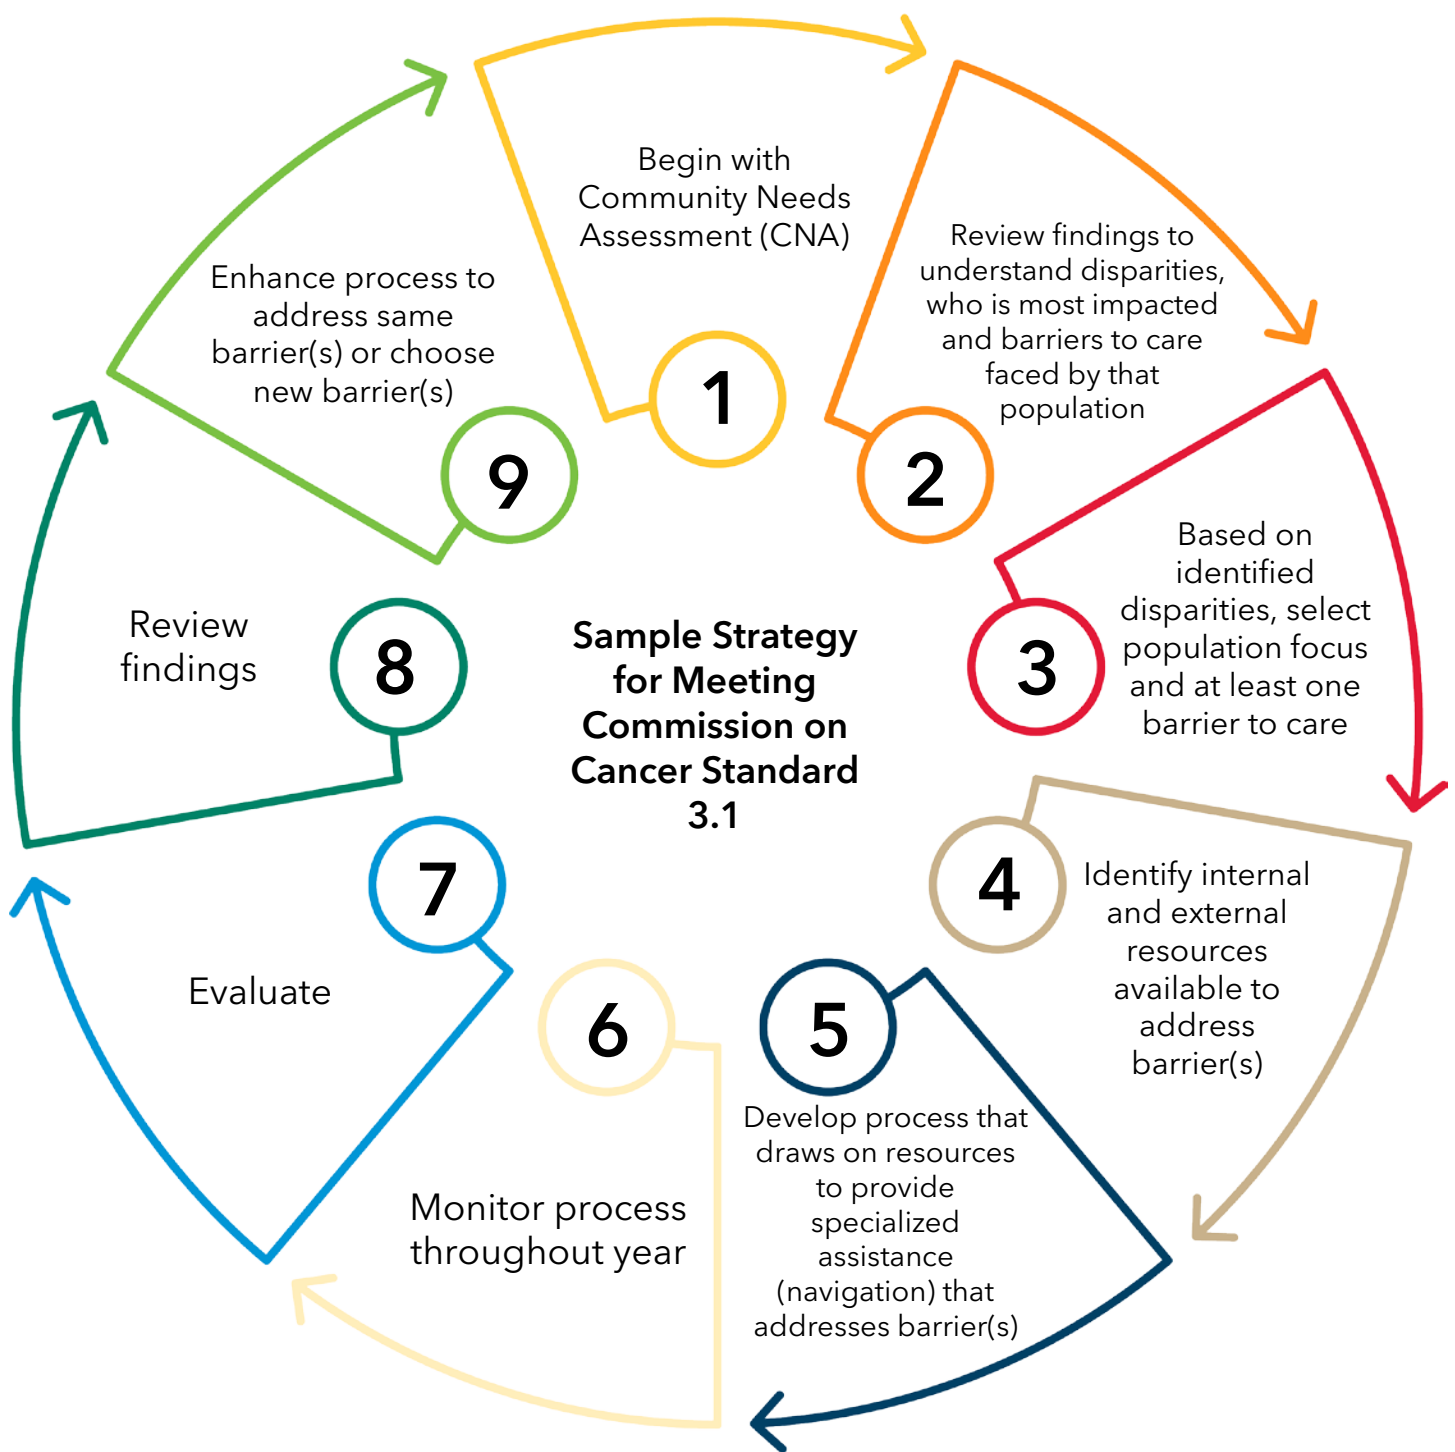 Sample Strategy
for Meeting
Commission on
Cancer Standard
3.1
1
Begin with
Community Needs
Assessment (CNA)
2
Review findings to
understand disparities,
who is most impacted
and barriers to care
faced by that
population
3
Based on
identified
disparities, select
population focus
and at least one
barrier to care
4
Identify internal
and external
resources
available to
address
barrier(s)
5
Develop process that
draws on resources
to provide
specialized
assistance
(navigation) that
addresses barrier(s)
6
Monitor process
throughout year
7
Evaluate
8
Review
findings
9
Enhance process to
address same
barrier(s) or choose
new barrier(s)